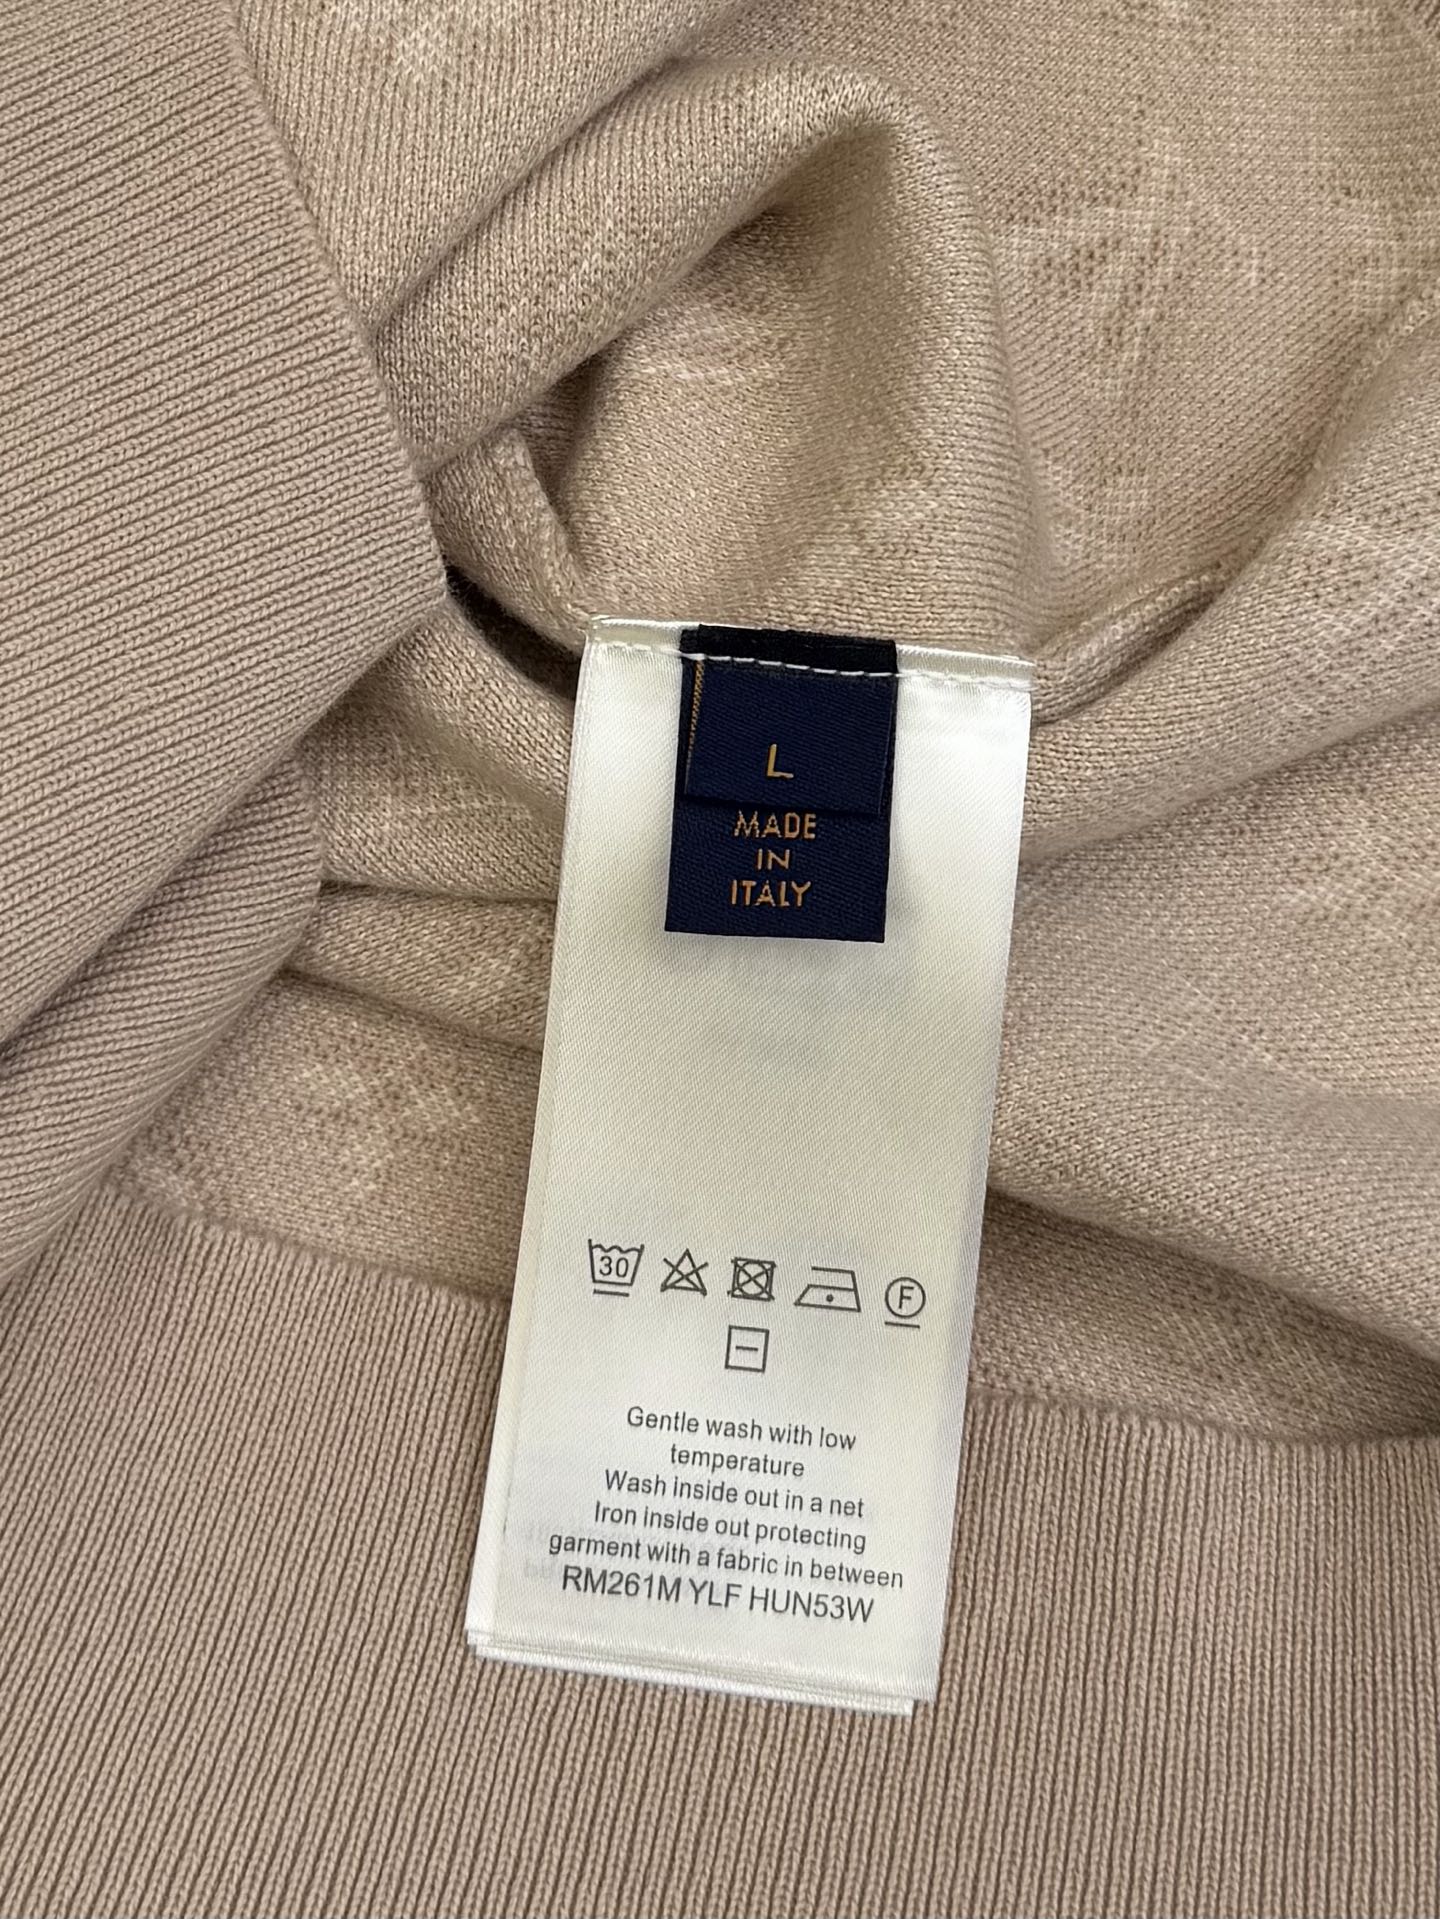 L
MADE
IN
ITALY
30
F
Gentle wash with low
temperature
Wash inside out in a net
Iron inside out protecting
garment with a fabric in between
RM261M YLF HUN53W